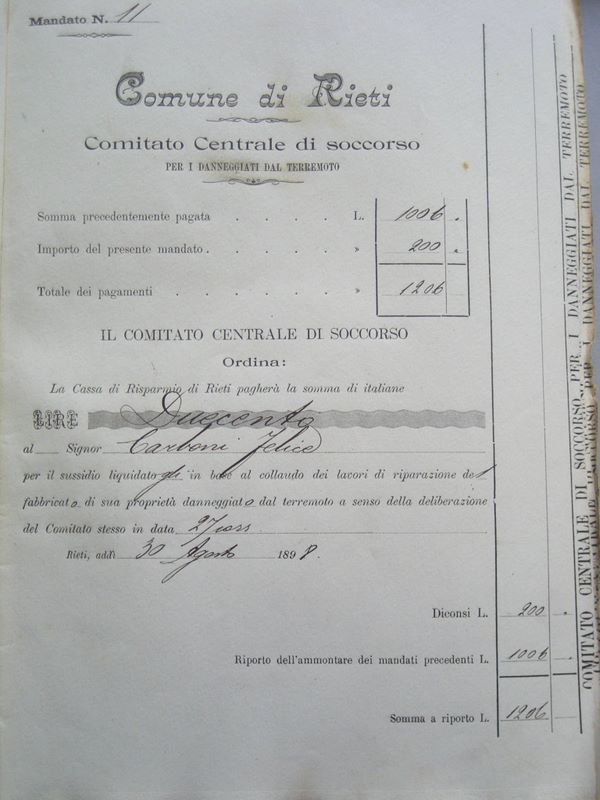 Mandato N. 11
Comune di Rieti
Comitato Centrale di soccorso
PER I DANNEGGIATI DAL TERREMOTO
Somma precedentemente pagata . . . . L. 1006 .
Importo del presente mandato . . . . . » 200 .
Totale dei pagamenti . . . . . . » 1206
IL COMITATO CENTRALE DI SOCCORSO
Ordina:
La Cassa di Risparmio di Rieti pagherà la somma di italiane
LIRE Duecento
al Signor Carboni Felice
per il sussidio liquidatogli in base al collaudo dei lavori di riparazione del
fabbricato di sua proprietà danneggiato dal terremoto a senso della deliberazione
del Comitato stesso in data 27
Rieti, addì 30 Agosto 1898.
Diconsi L. 200 .
Riporto dell'ammontare dei mandati precedenti L. 1006 .
Somma a riporto L. 1206
COMITATO CENTRALE DI SOCCORSO PER I DANNEGGIATI DAL TERREMOTO